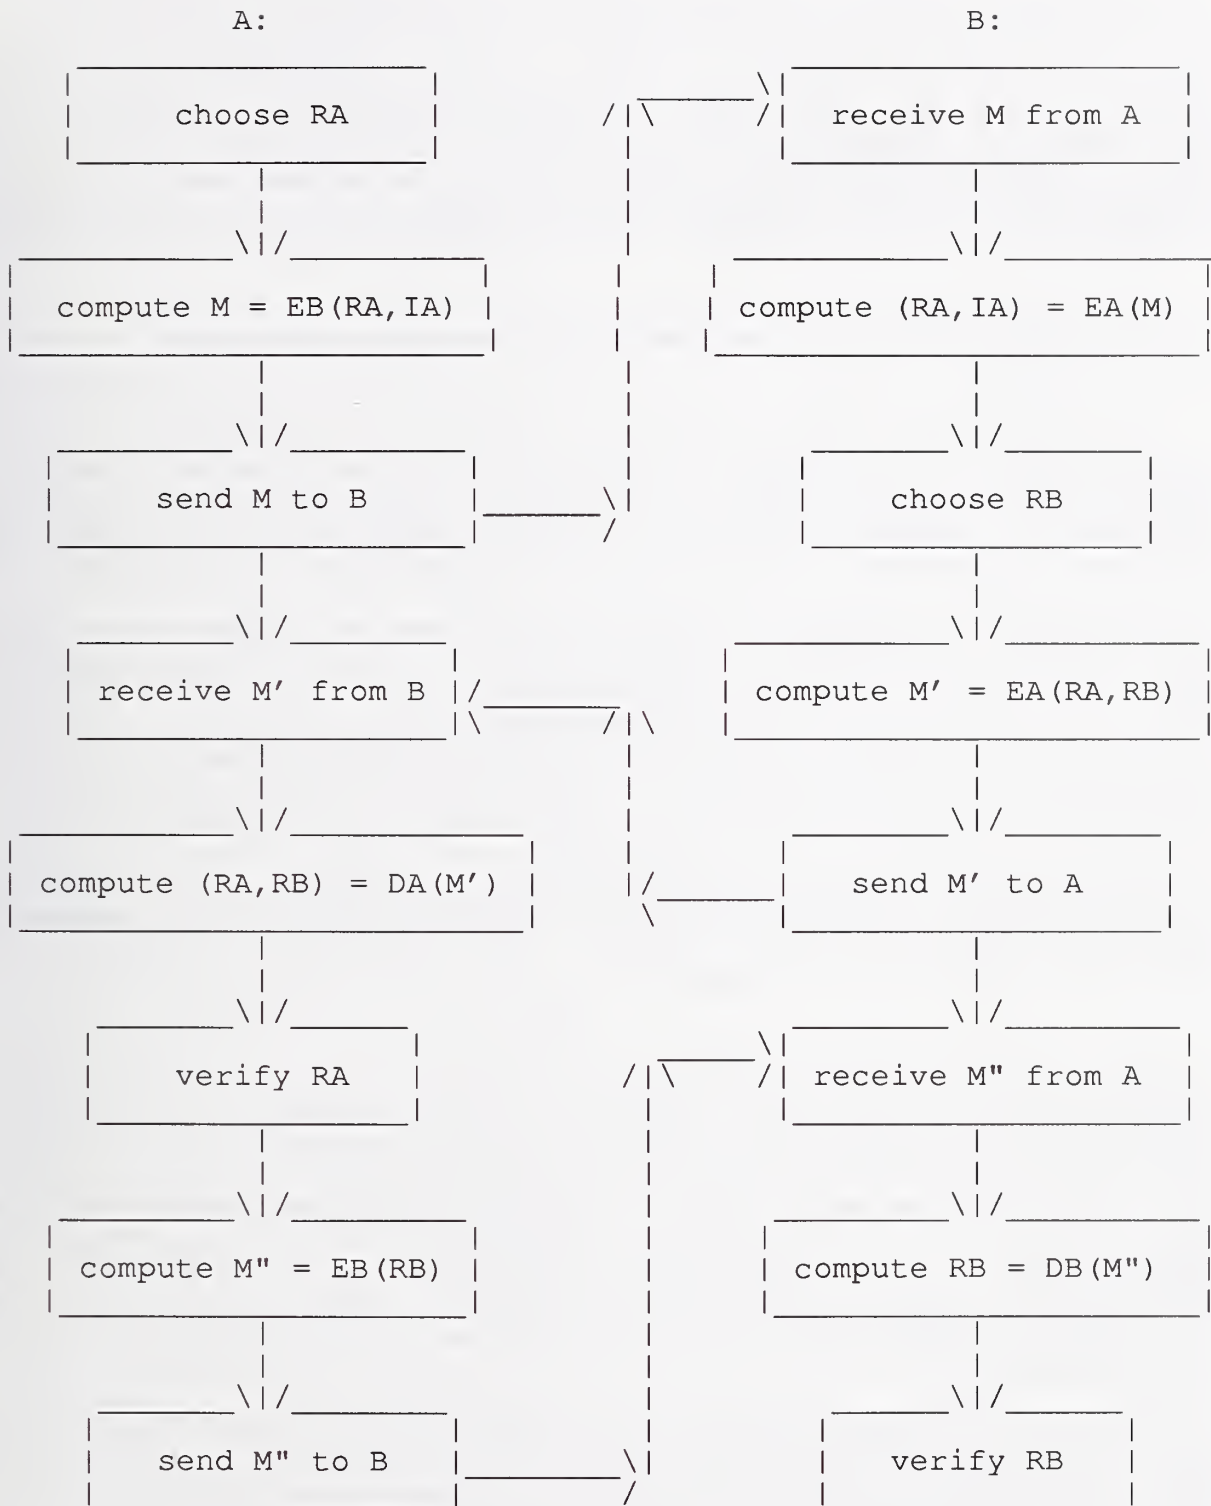 A: B:
choose RA receive M from A
compute M = EB(RA,IA) compute (RA,IA) = EA(M)
send M to B choose RB
receive M' from B compute M' = EA(RA,RB)
compute (RA,RB) = DA(M') send M' to A
verify RA receive M" from A
compute M" = EB(RB) compute RB = DB(M")
send M" to B verify RB